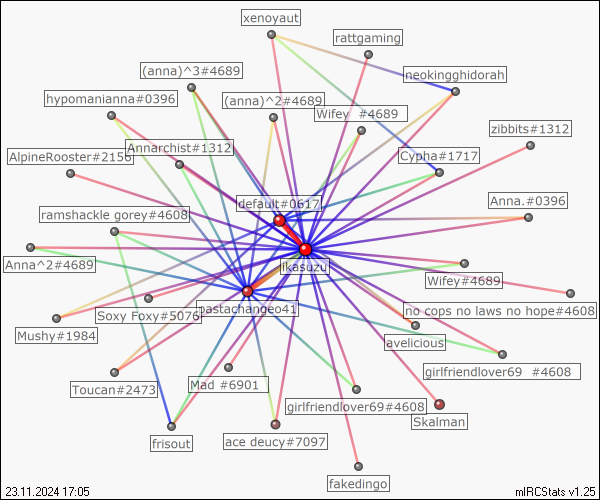 xenoyaut
rattgaming
(anna)^3#4689
neokingghidorah
hypomanianna#0396
(anna)^2#4689
Wifey #4689
zibbits#1312
Annarchist#1312
AlpineRooster#2156
Cypha#1717
default#0617
Anna.#0396
ramshackle gorey#4608
Anna^2#4689
jikasuzu
Wifey#4689
pastachangeo41
no cops no laws no hope#4608
Soxy Foxy#5076
Mushy#1984
avelicious
girlfriendlover69 #4608
Toucan#2473
Mad #6901
girlfriendlover69#4608
Skalman
frisout
ace deucy#7097
fakedingo
23.11.2024 17:05
mIRCStats v1.25